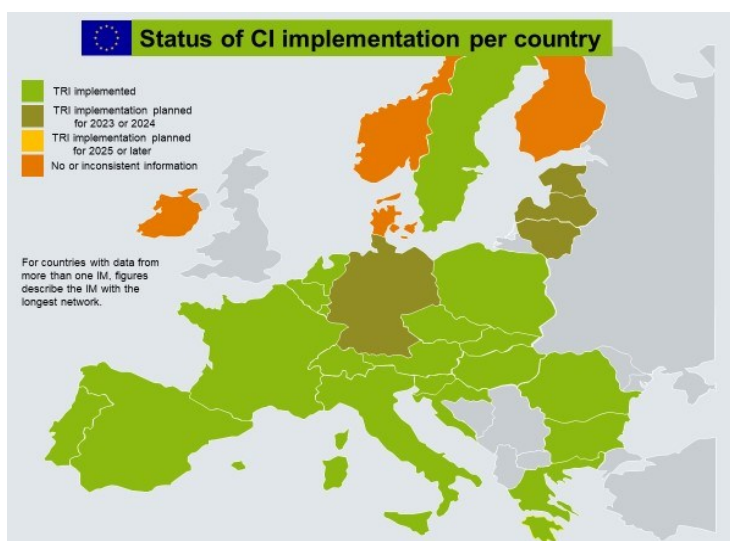 Status of CI implementation per country
TRI implemented
TRI implementation planned
for 2023 or 2024
TRI implementation planned
for 2025 or later
No or inconsistent information
For countries with data from
more than one IM, figures
describe the IM with the
longest network.